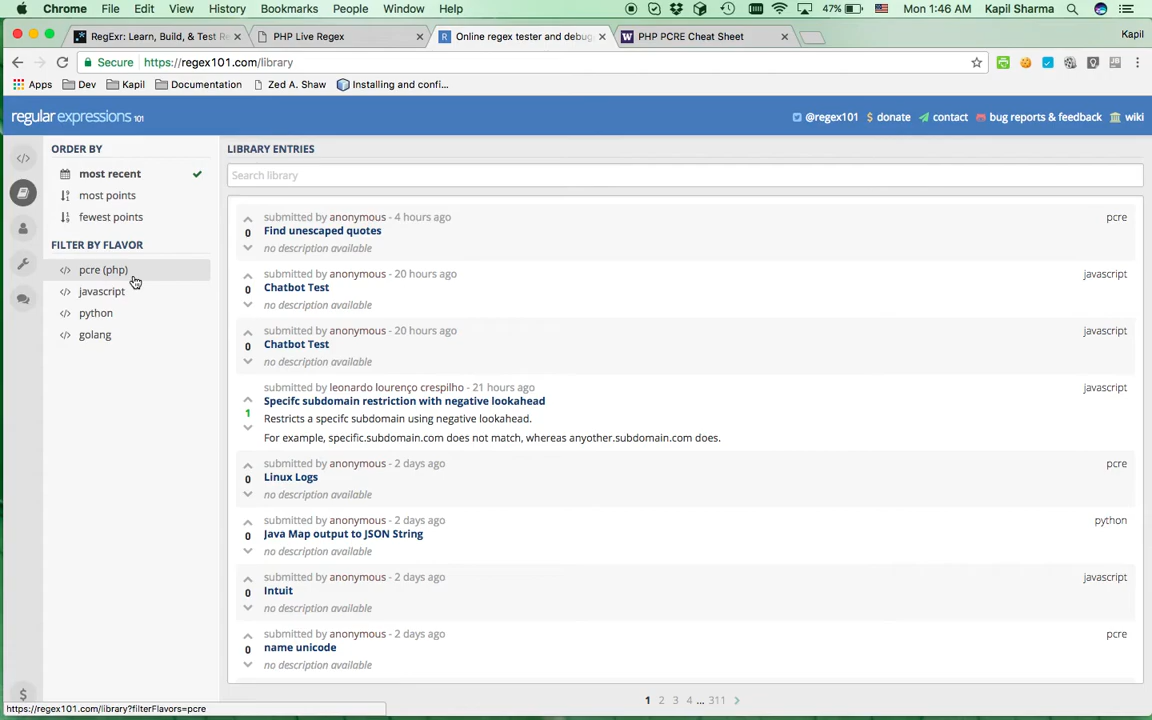 Chrome File Edit View History Bookmarks People Window Help 47% Mon 1:46 AM Kapil Sharma
RegExr: Learn, Build, & Test Re PHP Live Regex Online regex tester and debug PHP PCRE Cheat Sheet Kapil
Secure https://regex101.com/library
Apps Dev Kapil Documentation Zed A. Shaw Installing and confi...
regular expressions 101 @regex101 $ donate contact bug reports & feedback wiki
ORDER BY
most recent
most points
fewest points
FILTER BY FLAVOR
</> pcre (php)
</> javascript
</> python
</> golang
LIBRARY ENTRIES
Search library
submitted by anonymous - 4 hours ago pcre
0 Find unescaped quotes
no description available
submitted by anonymous - 20 hours ago javascript
0 Chatbot Test
no description available
submitted by anonymous - 20 hours ago javascript
0 Chatbot Test
no description available
submitted by leonardo lourenço crespilho - 21 hours ago javascript
Specifc subdomain restriction with negative lookahead
1 Restricts a specifc subdomain using negative lookahead.
For example, specific.subdomain.com does not match, whereas anyother.subdomain.com does.
submitted by anonymous - 2 days ago pcre
0 Linux Logs
no description available
submitted by anonymous - 2 days ago python
0 Java Map output to JSON String
no description available
submitted by anonymous - 2 days ago javascript
0 Intuit
no description available
submitted by anonymous - 2 days ago pcre
0 name unicode
no description available
1 2 3 4 ... 311
$
https://regex101.com/library?filterFlavors=pcre